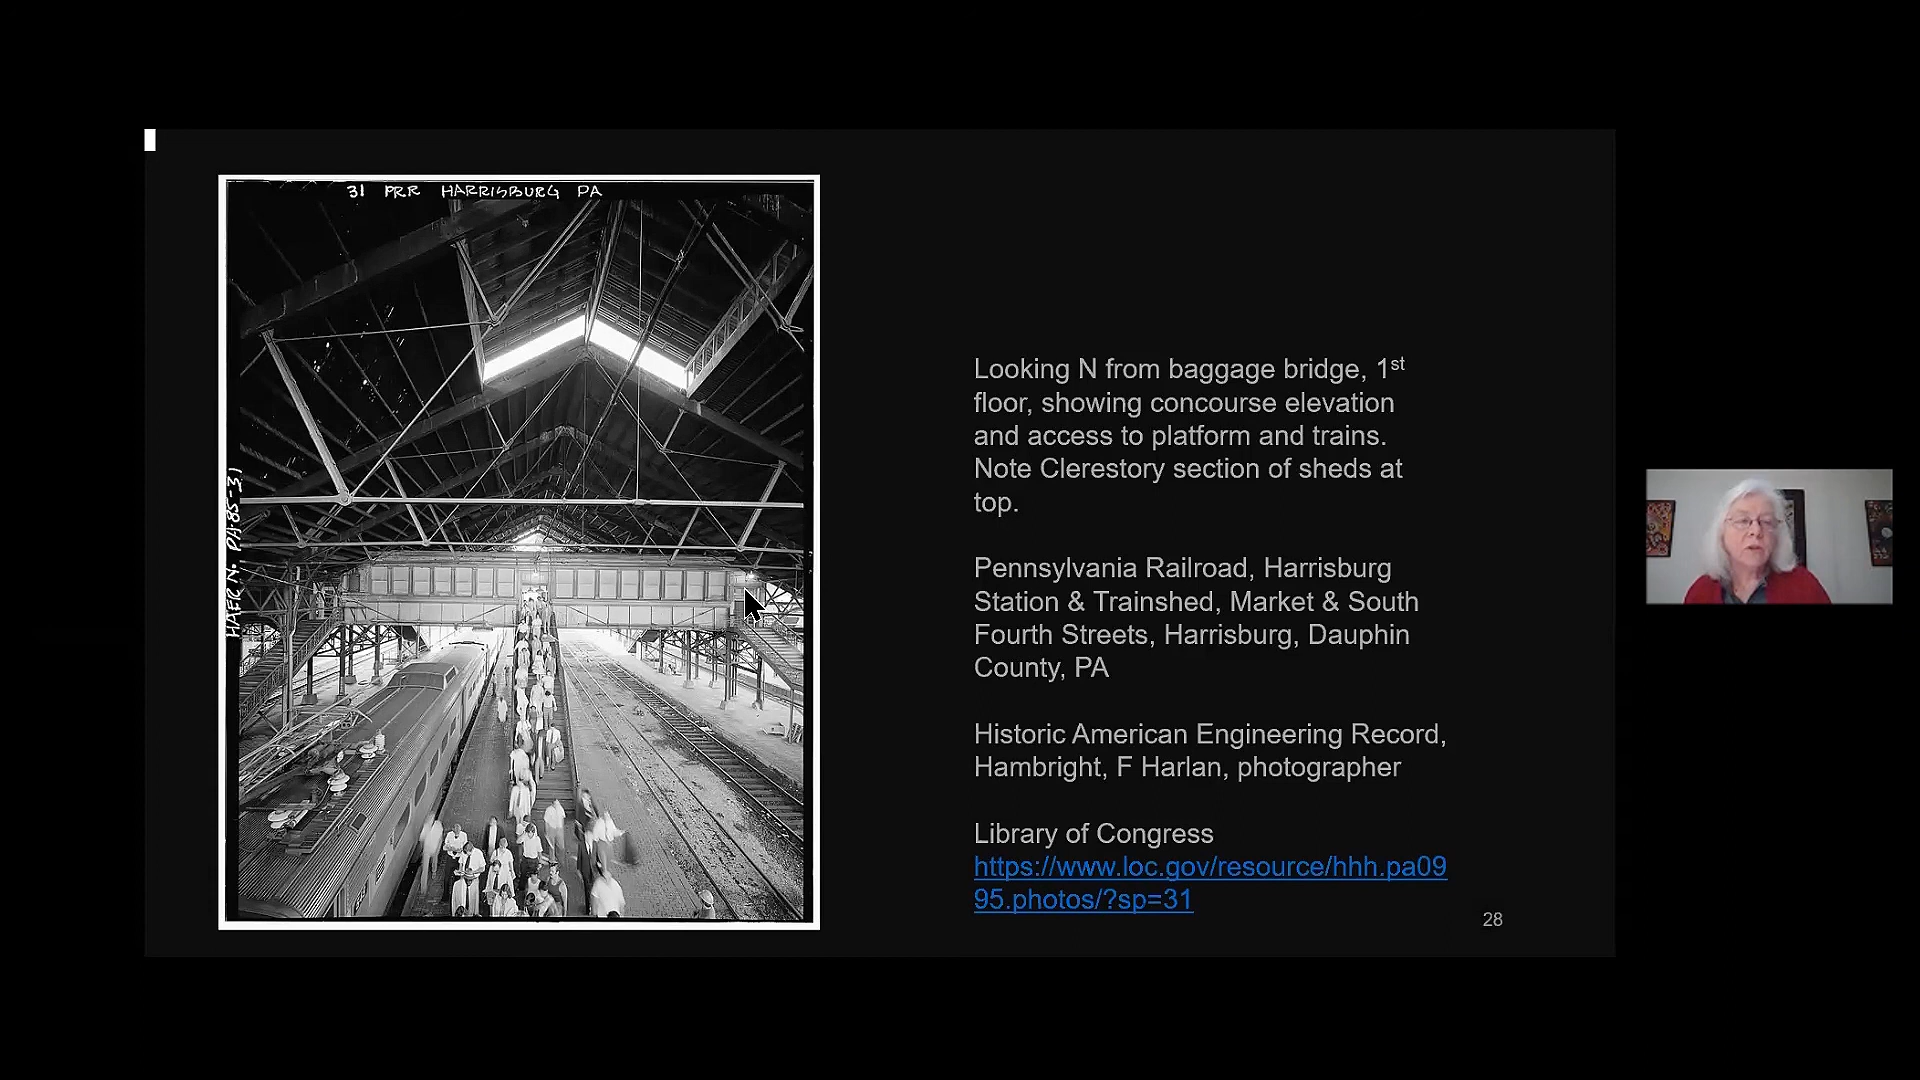 31 PRR HARRISBURG PA
HAER N. PA-85-31
Looking N from baggage bridge, 1st
floor, showing concourse elevation
and access to platform and trains.
Note Clerestory section of sheds at
top.
Pennsylvania Railroad, Harrisburg
Station & Trainshed, Market & South
Fourth Streets, Harrisburg, Dauphin
County, PA
Historic American Engineering Record,
Hambright, F Harlan, photographer
Library of Congress
https://www.loc.gov/resource/hhh.pa09
95.photos/?sp=31
28